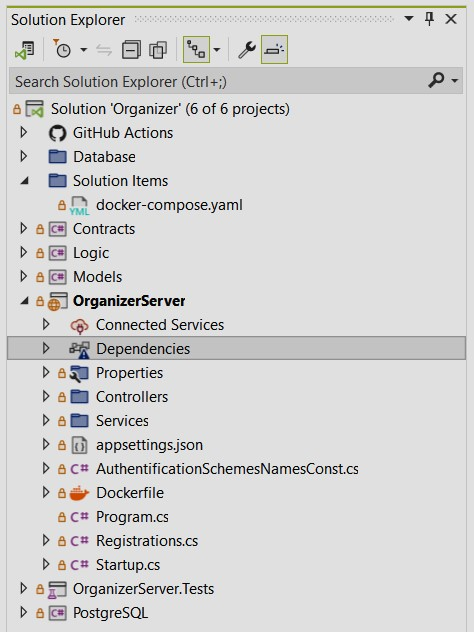 Solution Explorer
Search Solution Explorer (Ctrl+;)
Solution 'Organizer' (6 of 6 projects)
GitHub Actions
Database
Solution Items
YML docker-compose.yaml
C# Contracts
C# Logic
C# Models
OrganizerServer
Connected Services
Dependencies
Properties
Controllers
Services
appsettings.json
C# AuthentificationSchemesNamesConst.cs
Dockerfile
C# Program.cs
C# Registrations.cs
C# Startup.cs
OrganizerServer.Tests
C# PostgreSQL